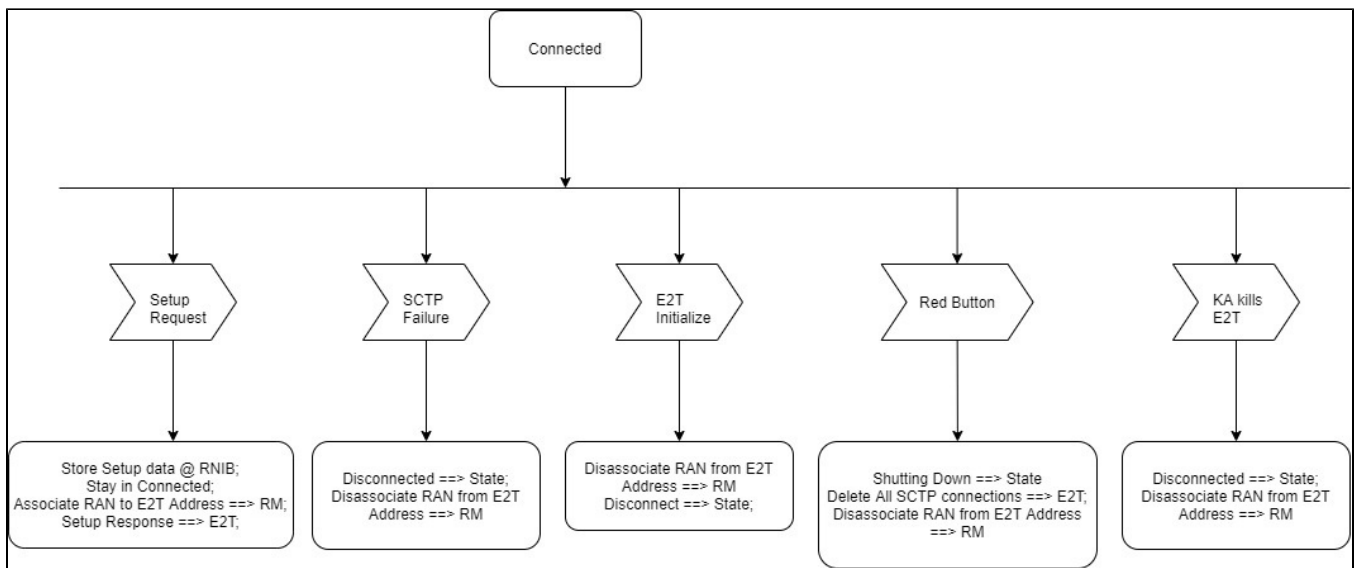 Connected
Setup
Request
SCTP
Failure
E2T
Initialize
Red Button
KA kills
E2T
Store Setup data @ RNIB;
Stay in Connected;
Associate RAN to E2T Address ==> RM;
Setup Response ==> E2T;
Disconnected ==> State;
Disassociate RAN from E2T
Address ==> RM
Disassociate RAN from E2T
Address ==> RM
Disconnect ==> State;
Shutting Down ==> State
Delete All SCTP connections ==> E2T;
Disassociate RAN from E2T Address
==> RM
Disconnected ==> State;
Disassociate RAN from E2T
Address ==> RM